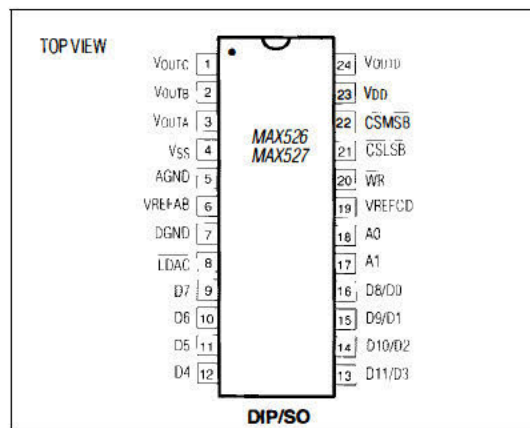 TOP VIEW
VOUTC 1
VOUTB 2
VOUTA 3
VSS 4
AGND 5
VREFAB 6
DGND 7
LDAC 8
D7 9
D6 10
D5 11
D4 12
MAX526
MAX527
24 VOUTD
23 VDD
22 CSMSB
21 CSLSB
20 WR
19 VREFCD
18 A0
17 A1
16 D8/D0
15 D9/D1
14 D10/D2
13 D11/D3
DIP/SO